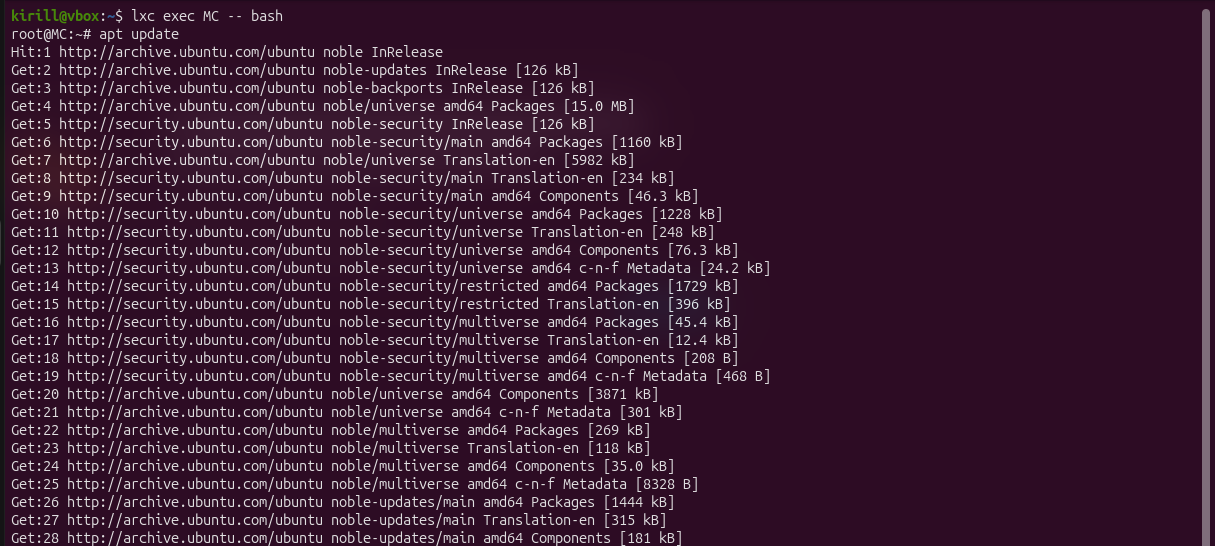 kirill@vbox:~$ lxc exec MC -- bash
root@MC:~# apt update
Hit:1 http://archive.ubuntu.com/ubuntu noble InRelease
Get:2 http://archive.ubuntu.com/ubuntu noble-updates InRelease [126 kB]
Get:3 http://archive.ubuntu.com/ubuntu noble-backports InRelease [126 kB]
Get:4 http://archive.ubuntu.com/ubuntu noble/universe amd64 Packages [15.0 MB]
Get:5 http://security.ubuntu.com/ubuntu noble-security InRelease [126 kB]
Get:6 http://security.ubuntu.com/ubuntu noble-security/main amd64 Packages [1160 kB]
Get:7 http://archive.ubuntu.com/ubuntu noble/universe Translation-en [5982 kB]
Get:8 http://security.ubuntu.com/ubuntu noble-security/main Translation-en [234 kB]
Get:9 http://security.ubuntu.com/ubuntu noble-security/main amd64 Components [46.3 kB]
Get:10 http://security.ubuntu.com/ubuntu noble-security/universe amd64 Packages [1228 kB]
Get:11 http://security.ubuntu.com/ubuntu noble-security/universe Translation-en [248 kB]
Get:12 http://security.ubuntu.com/ubuntu noble-security/universe amd64 Components [76.3 kB]
Get:13 http://security.ubuntu.com/ubuntu noble-security/universe amd64 c-n-f Metadata [24.2 kB]
Get:14 http://security.ubuntu.com/ubuntu noble-security/restricted amd64 Packages [1729 kB]
Get:15 http://security.ubuntu.com/ubuntu noble-security/restricted Translation-en [396 kB]
Get:16 http://security.ubuntu.com/ubuntu noble-security/multiverse amd64 Packages [45.4 kB]
Get:17 http://security.ubuntu.com/ubuntu noble-security/multiverse Translation-en [12.4 kB]
Get:18 http://security.ubuntu.com/ubuntu noble-security/multiverse amd64 Components [208 B]
Get:19 http://security.ubuntu.com/ubuntu noble-security/multiverse amd64 c-n-f Metadata [468 B]
Get:20 http://archive.ubuntu.com/ubuntu noble/universe amd64 Components [3871 kB]
Get:21 http://archive.ubuntu.com/ubuntu noble/universe amd64 c-n-f Metadata [301 kB]
Get:22 http://archive.ubuntu.com/ubuntu noble/multiverse amd64 Packages [269 kB]
Get:23 http://archive.ubuntu.com/ubuntu noble/multiverse Translation-en [118 kB]
Get:24 http://archive.ubuntu.com/ubuntu noble/multiverse amd64 Components [35.0 kB]
Get:25 http://archive.ubuntu.com/ubuntu noble/multiverse amd64 c-n-f Metadata [8328 B]
Get:26 http://archive.ubuntu.com/ubuntu noble-updates/main amd64 Packages [1444 kB]
Get:27 http://archive.ubuntu.com/ubuntu noble-updates/main Translation-en [315 kB]
Get:28 http://archive.ubuntu.com/ubuntu noble-updates/main amd64 Components [181 kB]